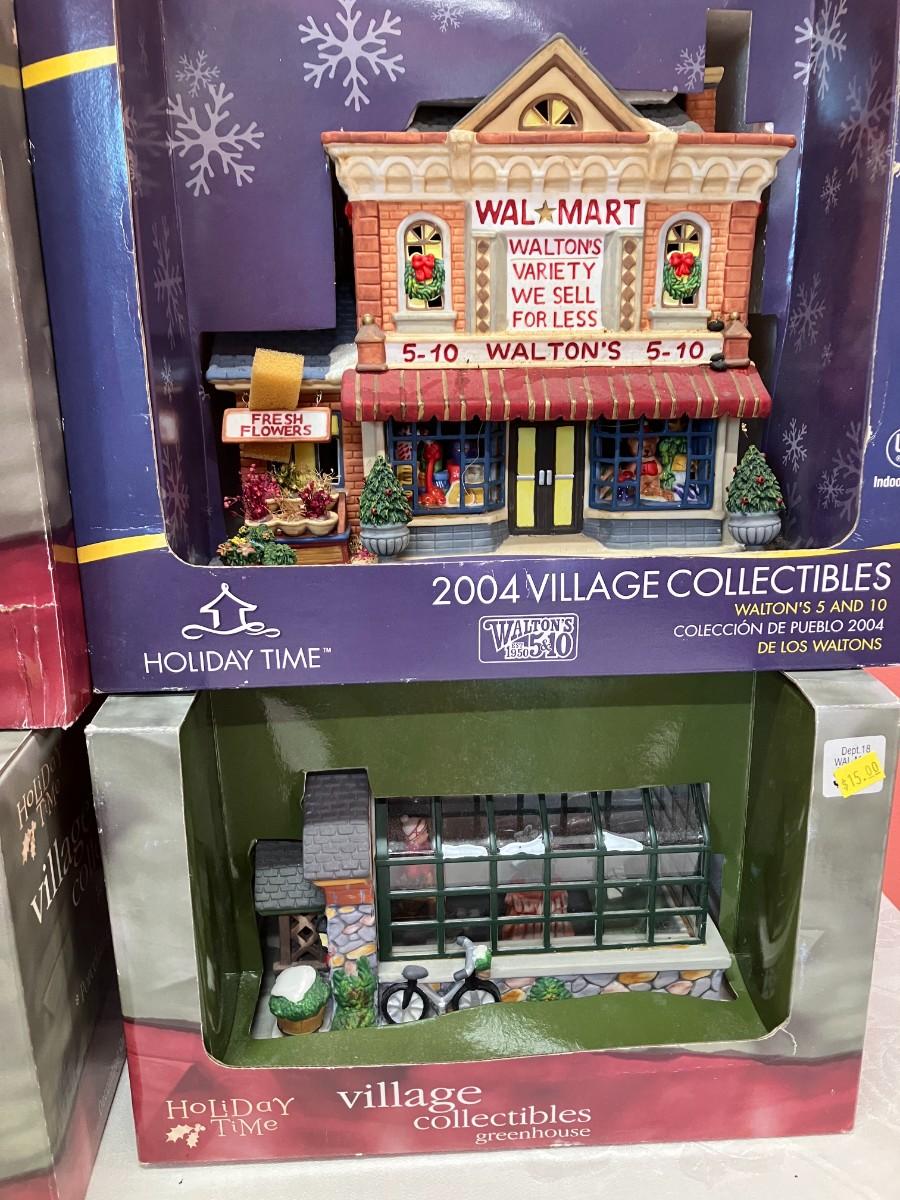 WAL★MART
WALTON'S
VARIETY
WE SELL
FOR LESS
5-10 WALTON'S 5-10
FRESH
FLOWERS
Indoo
2004 VILLAGE COLLECTIBLES
WALTON'S 5 AND 10
COLECCIÓN DE PUEBLO 2004
DE LOS WALTONS
WALTON'S
EST 1950 5&10
HOLIDAY TIME™
Dept.18
$15.00
HOLIDAY
TIME
village
HOLIDAY
TIME
village
collectibles
greenhouse